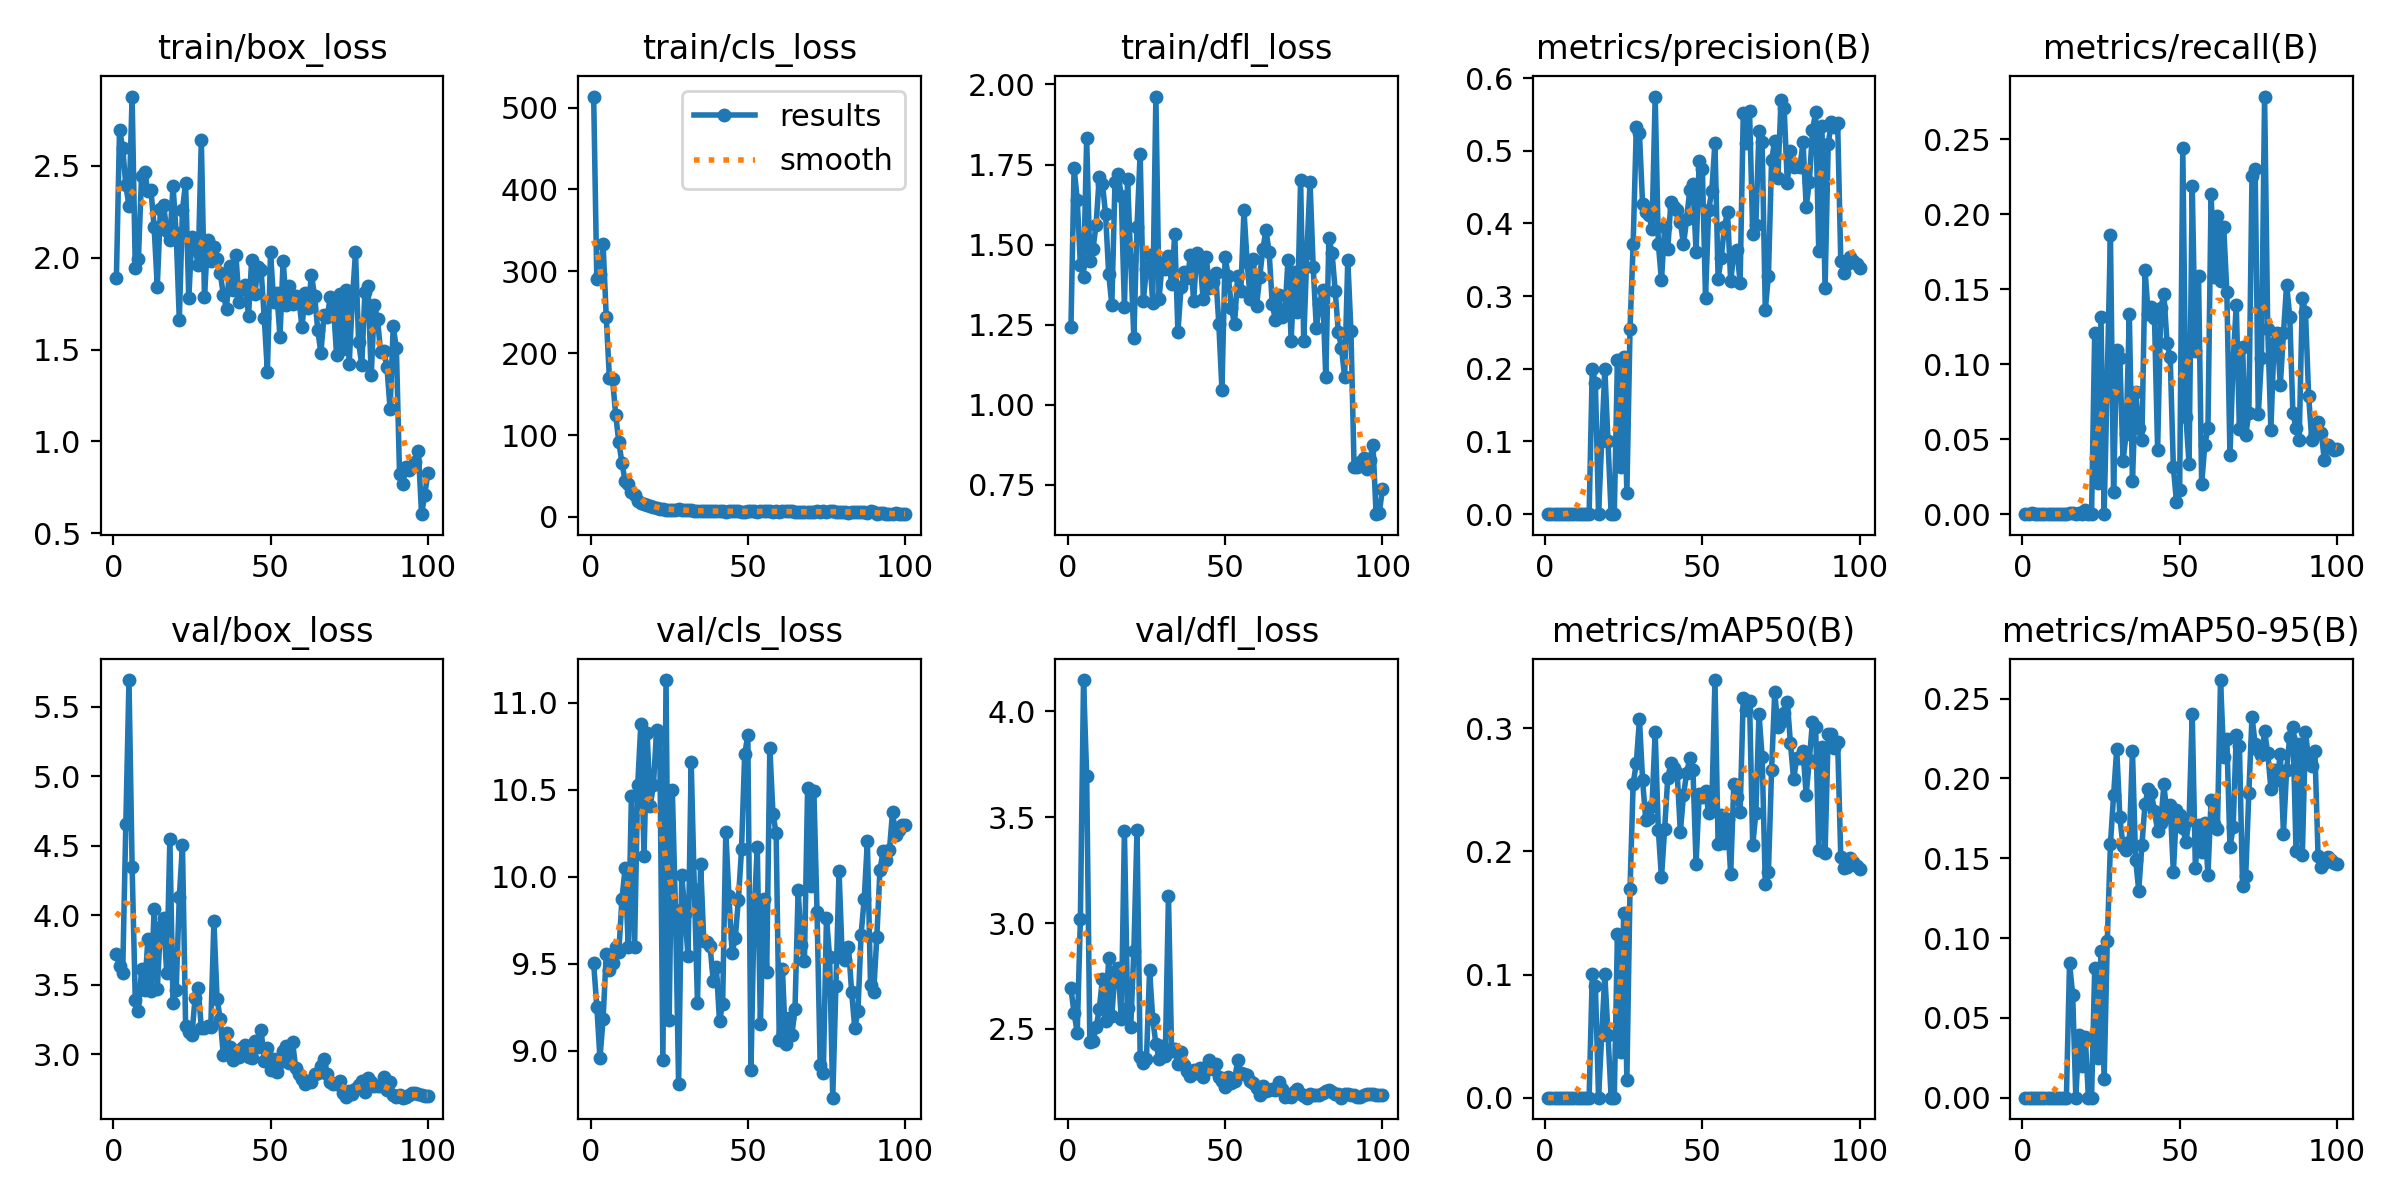 train/box_loss
train/cls_loss
train/dfl_loss
metrics/precision(B)
metrics/recall(B)
2.5
2.0
1.5
1.0
0.5
0 50 100
500
400
300
200
100
0
results
smooth
0 50 100
2.00
1.75
1.50
1.25
1.00
0.75
0 50 100
0.6
0.5
0.4
0.3
0.2
0.1
0.0
0 50 100
0.25
0.20
0.15
0.10
0.05
0.00
0 50 100
val/box_loss
val/cls_loss
val/dfl_loss
metrics/mAP50(B)
metrics/mAP50-95(B)
5.5
5.0
4.5
4.0
3.5
3.0
0 50 100
11.0
10.5
10.0
9.5
9.0
0 50 100
4.0
3.5
3.0
2.5
0 50 100
0.3
0.2
0.1
0.0
0 50 100
0.25
0.20
0.15
0.10
0.05
0.00
0 50 100